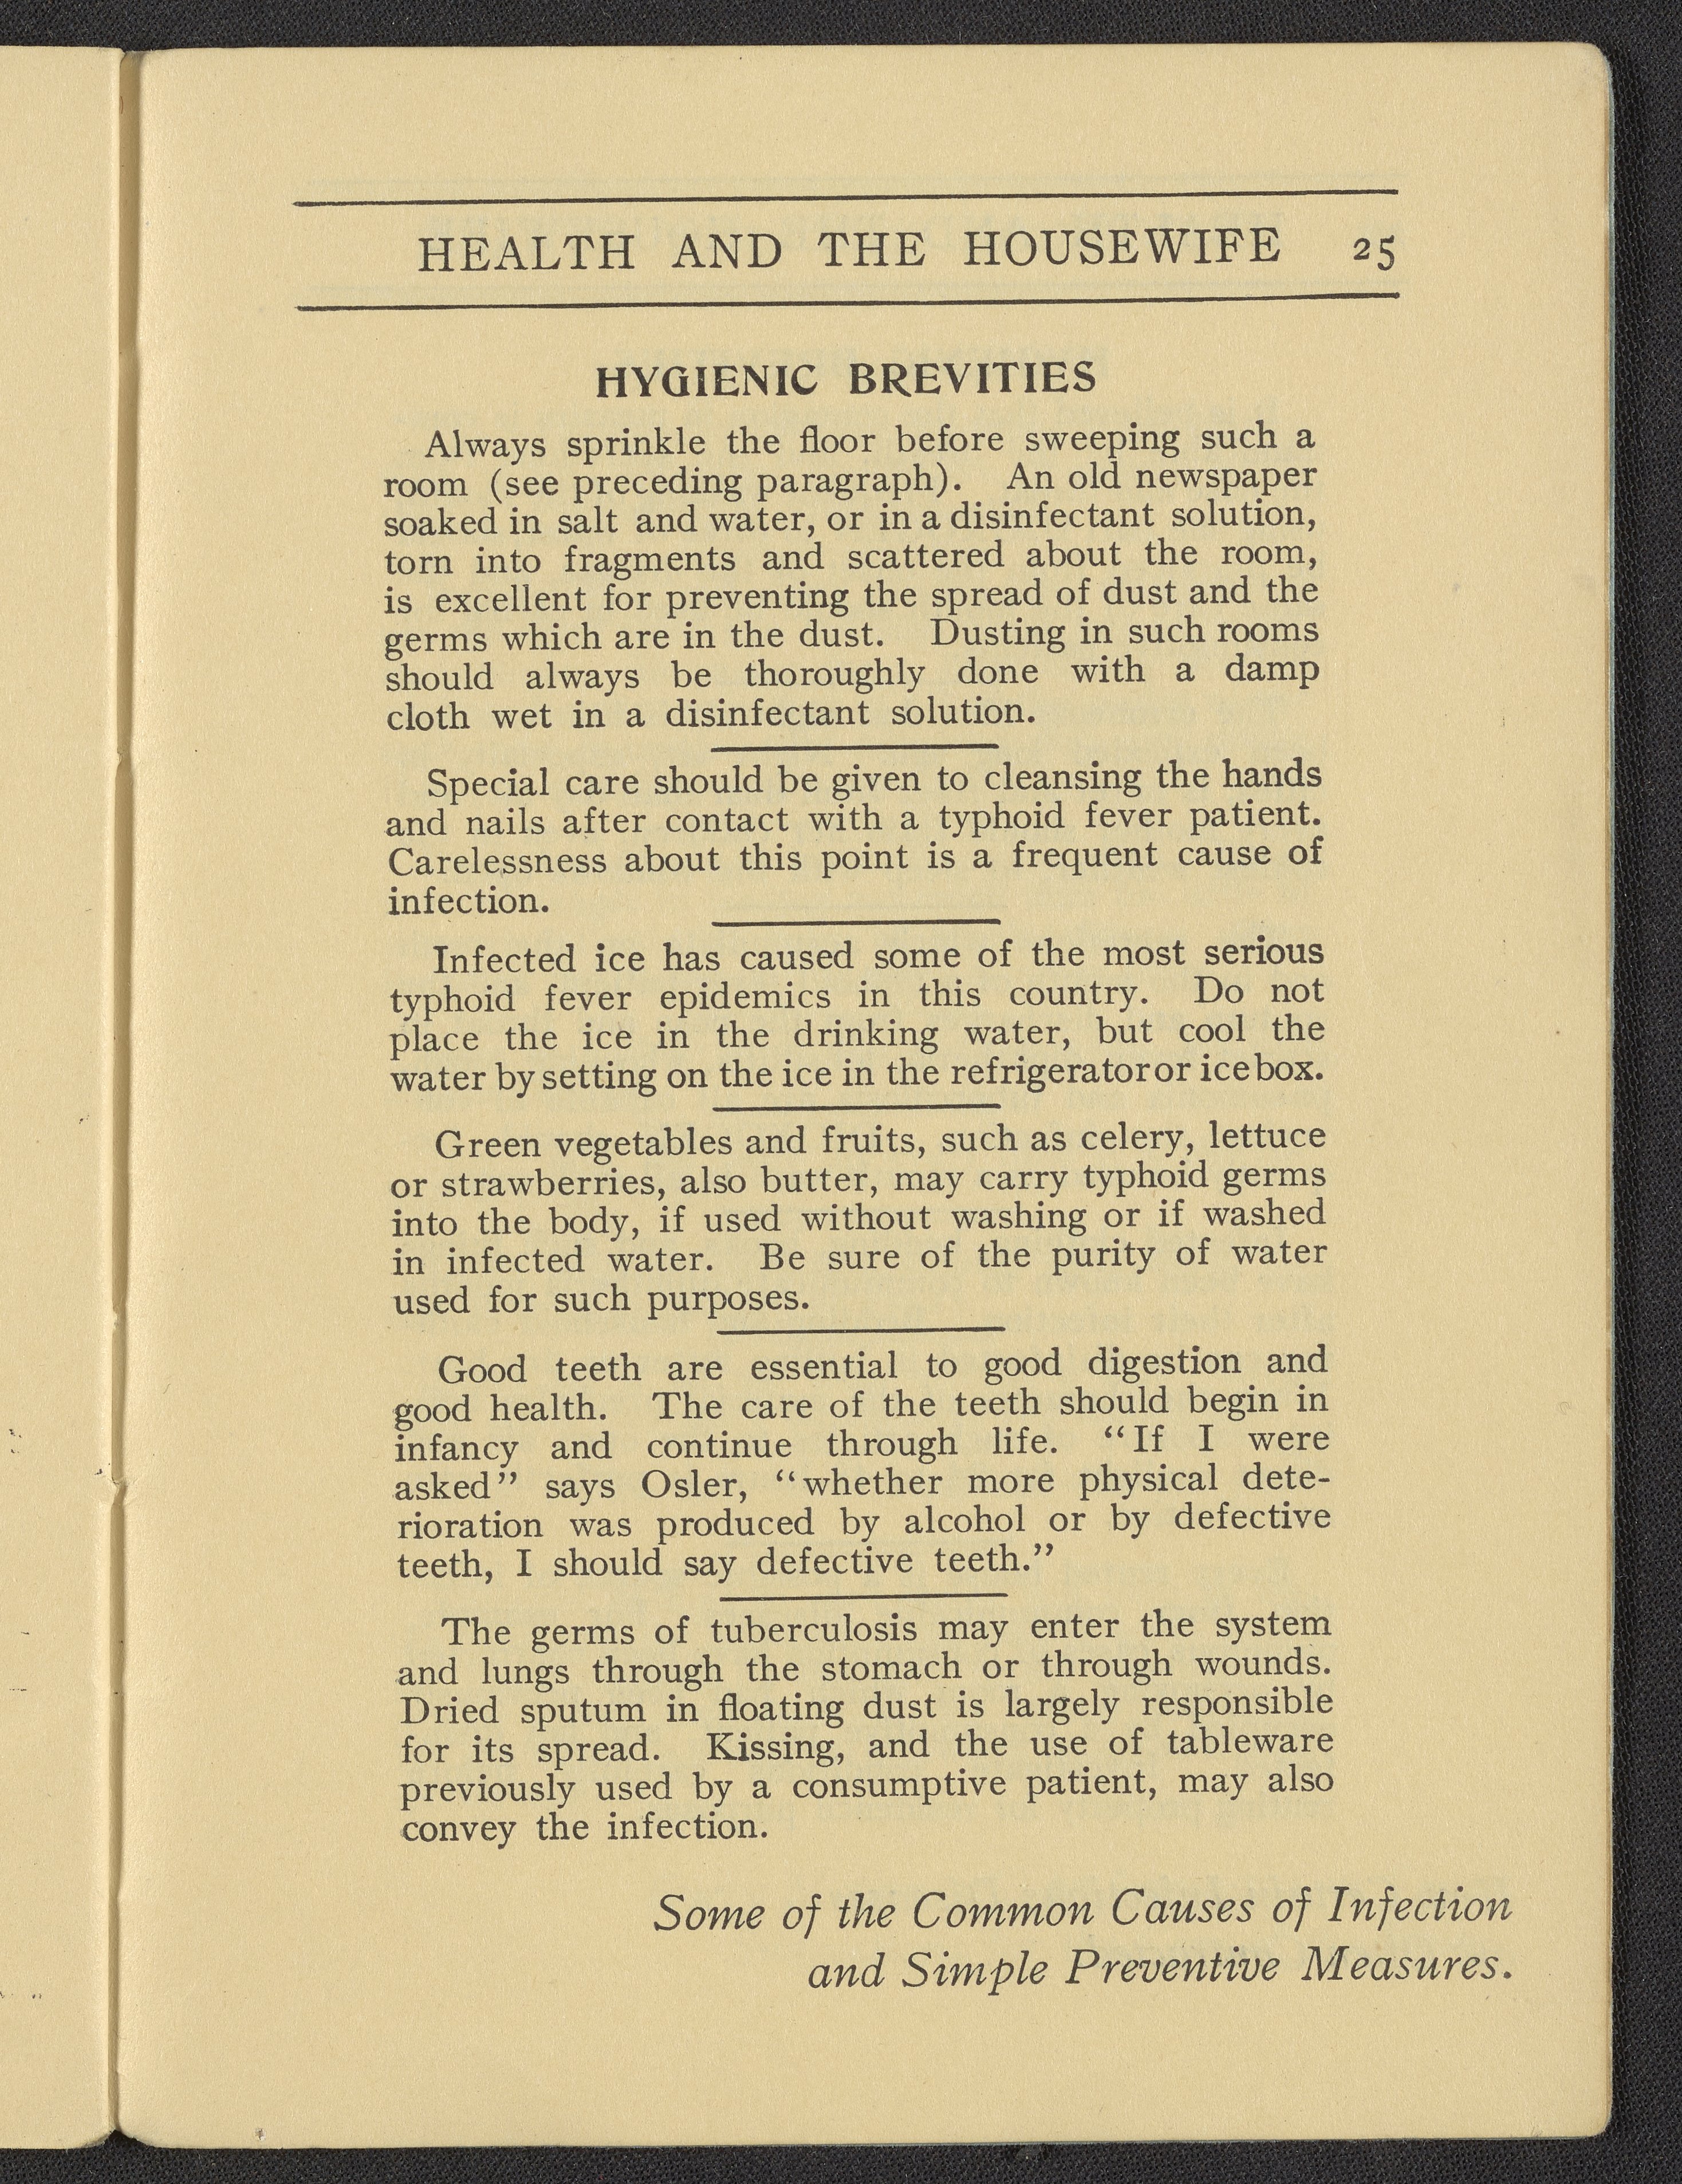 HEALTH AND THE HOUSEWIFE 25
HYGIENIC BREVITIES
Always sprinkle the floor before sweeping such a
room (see preceding paragraph). An old newspaper
soaked in salt and water, or in a disinfectant solution,
torn into fragments and scattered about the room,
is excellent for preventing the spread of dust and the
germs which are in the dust. Dusting in such rooms
should always be thoroughly done with a damp
cloth wet in a disinfectant solution.
Special care should be given to cleansing the hands
and nails after contact with a typhoid fever patient.
Carelessness about this point is a frequent cause of
infection.
Infected ice has caused some of the most serious
typhoid fever epidemics in this country. Do not
place the ice in the drinking water, but cool the
water by setting on the ice in the refrigerator or ice box.
Green vegetables and fruits, such as celery, lettuce
or strawberries, also butter, may carry typhoid germs
into the body, if used without washing or if washed
in infected water. Be sure of the purity of water
used for such purposes.
Good teeth are essential to good digestion and
good health. The care of the teeth should begin in
infancy and continue through life. “If I were
asked” says Osler, “whether more physical dete-
rioration was produced by alcohol or by defective
teeth, I should say defective teeth.”
The germs of tuberculosis may enter the system
and lungs through the stomach or through wounds.
Dried sputum in floating dust is largely responsible
for its spread. Kissing, and the use of tableware
previously used by a consumptive patient, may also
convey the infection.
Some of the Common Causes of Infection
and Simple Preventive Measures.